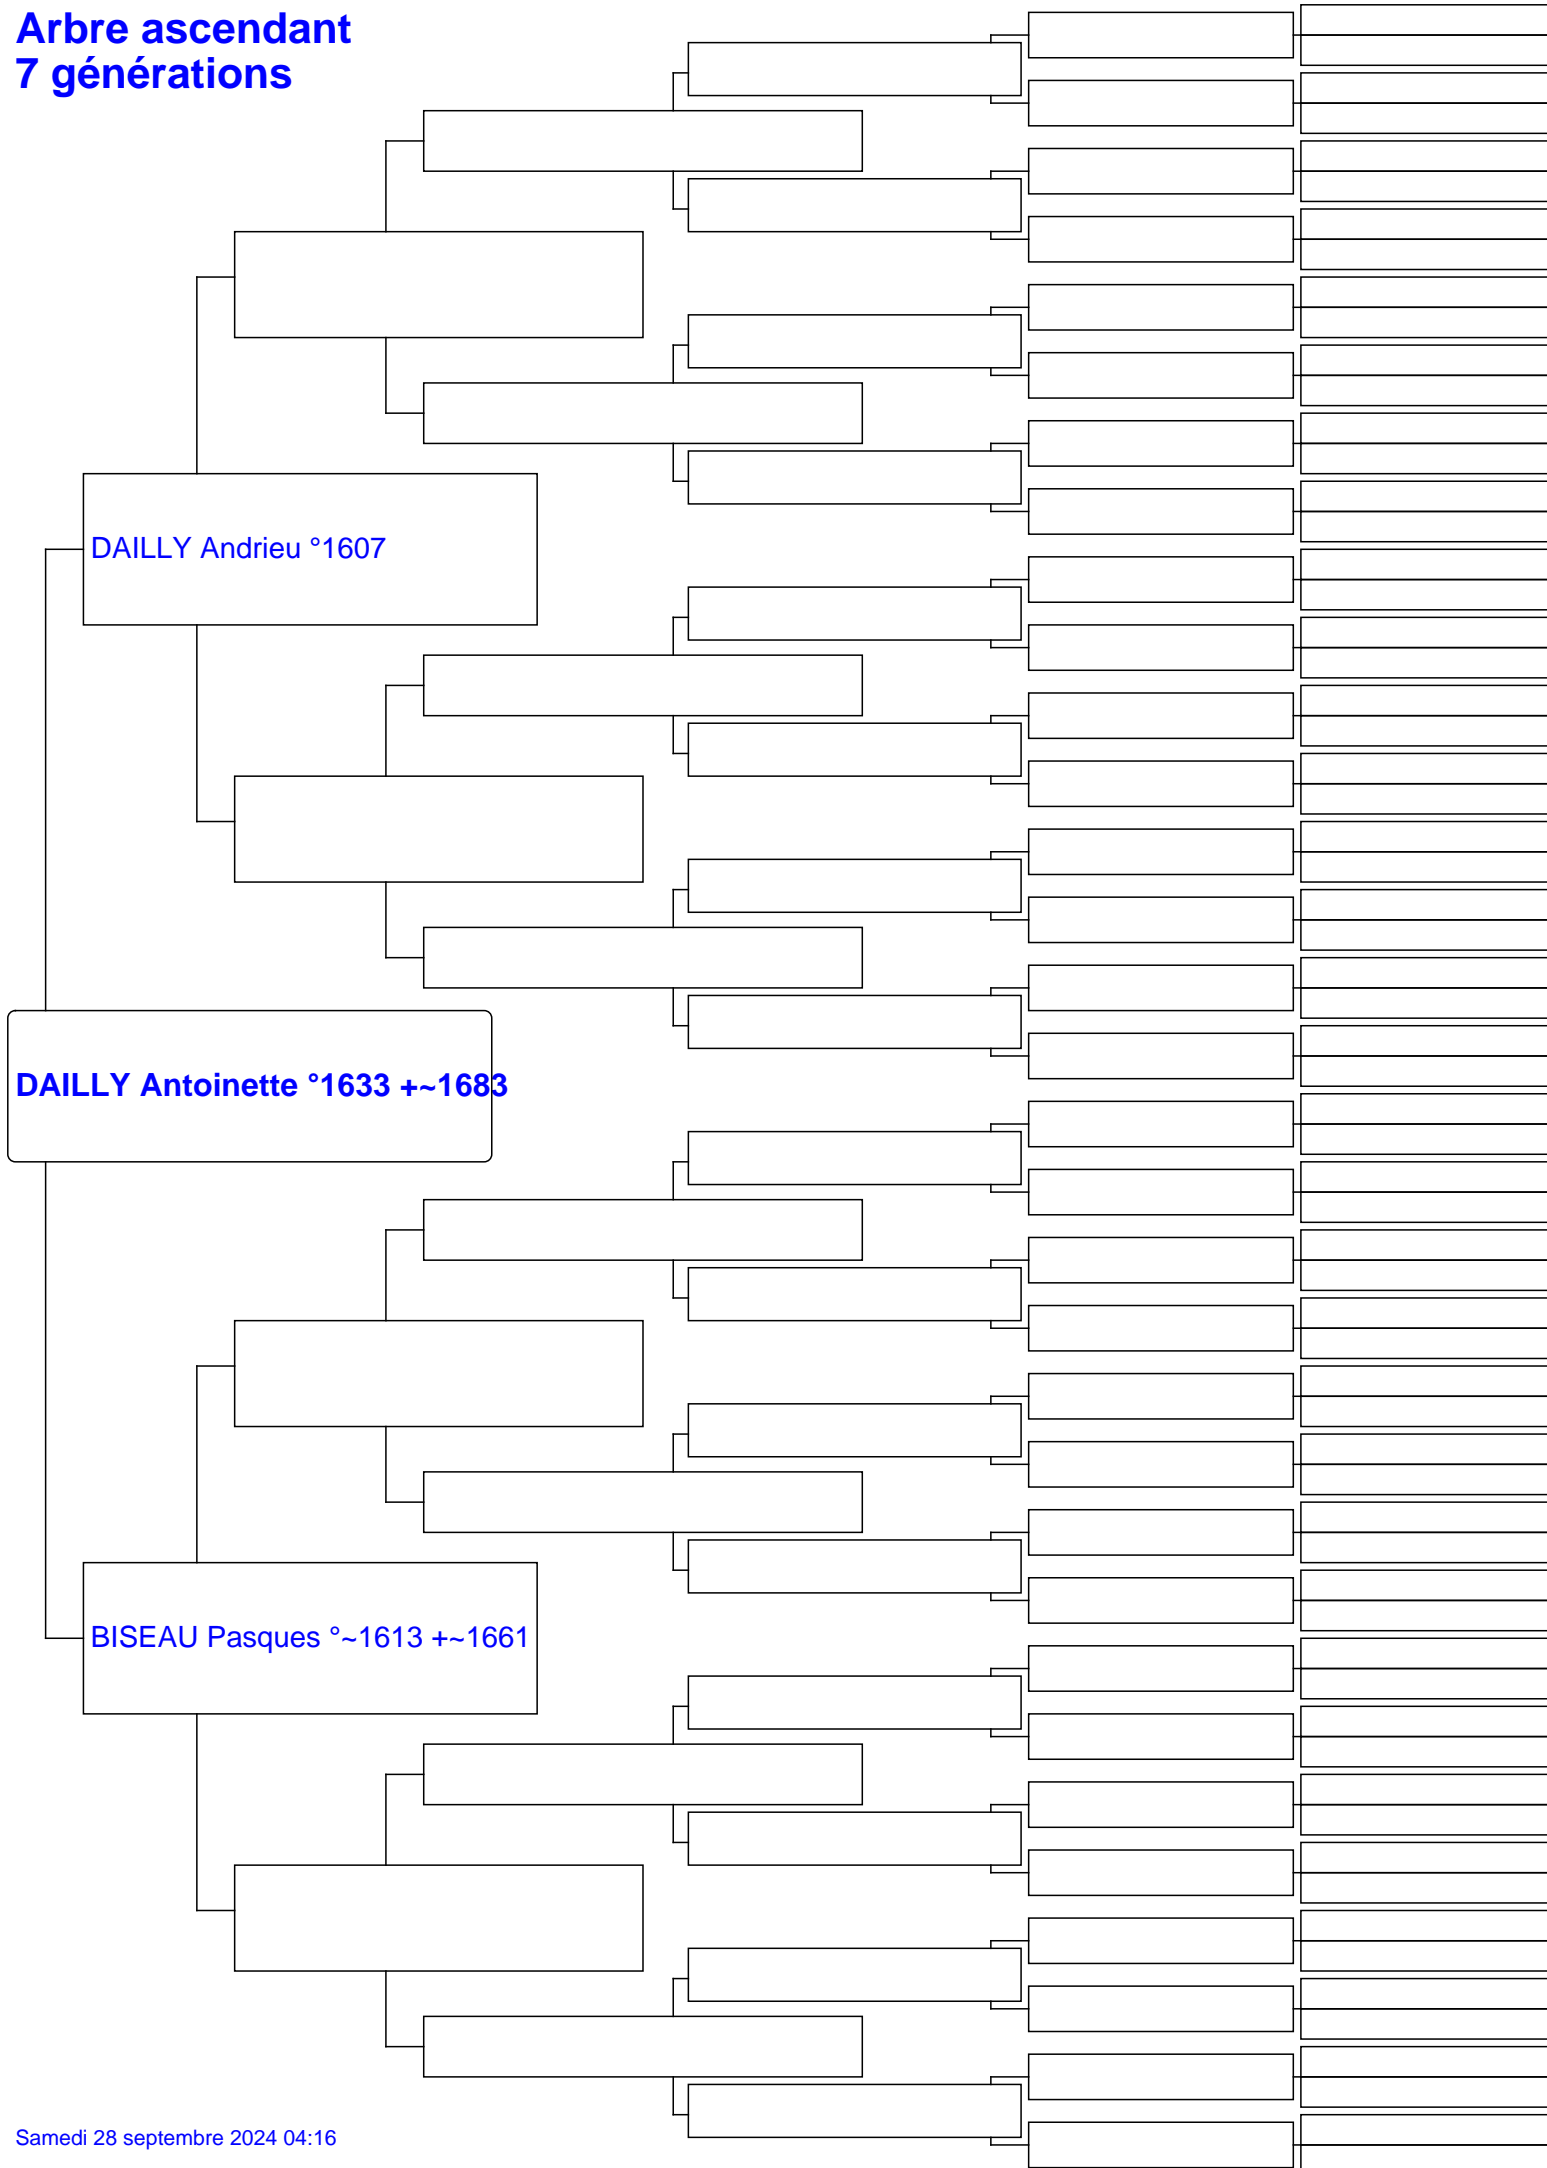 Arbre ascendant
7 générations
DAILLY Andrieu °1607
DAILLY Antoinette °1633 +~1683
BISEAU Pasques °~1613 +~1661
Samedi 28 septembre 2024 04:16